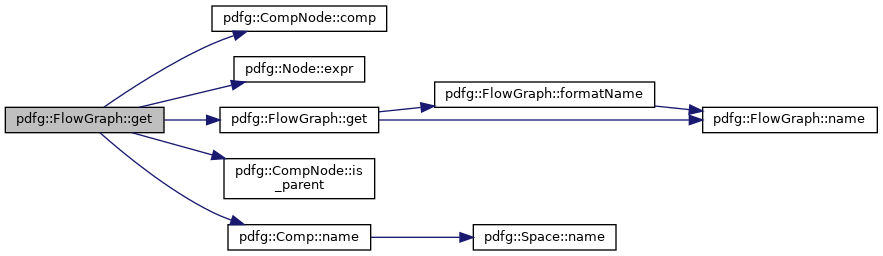 pdfg::CompNode::comp
pdfg::Node::expr
pdfg::FlowGraph::formatName
pdfg::FlowGraph::get
pdfg::FlowGraph::get
pdfg::FlowGraph::name
pdfg::CompNode::is
_parent
pdfg::Comp::name
pdfg::Space::name